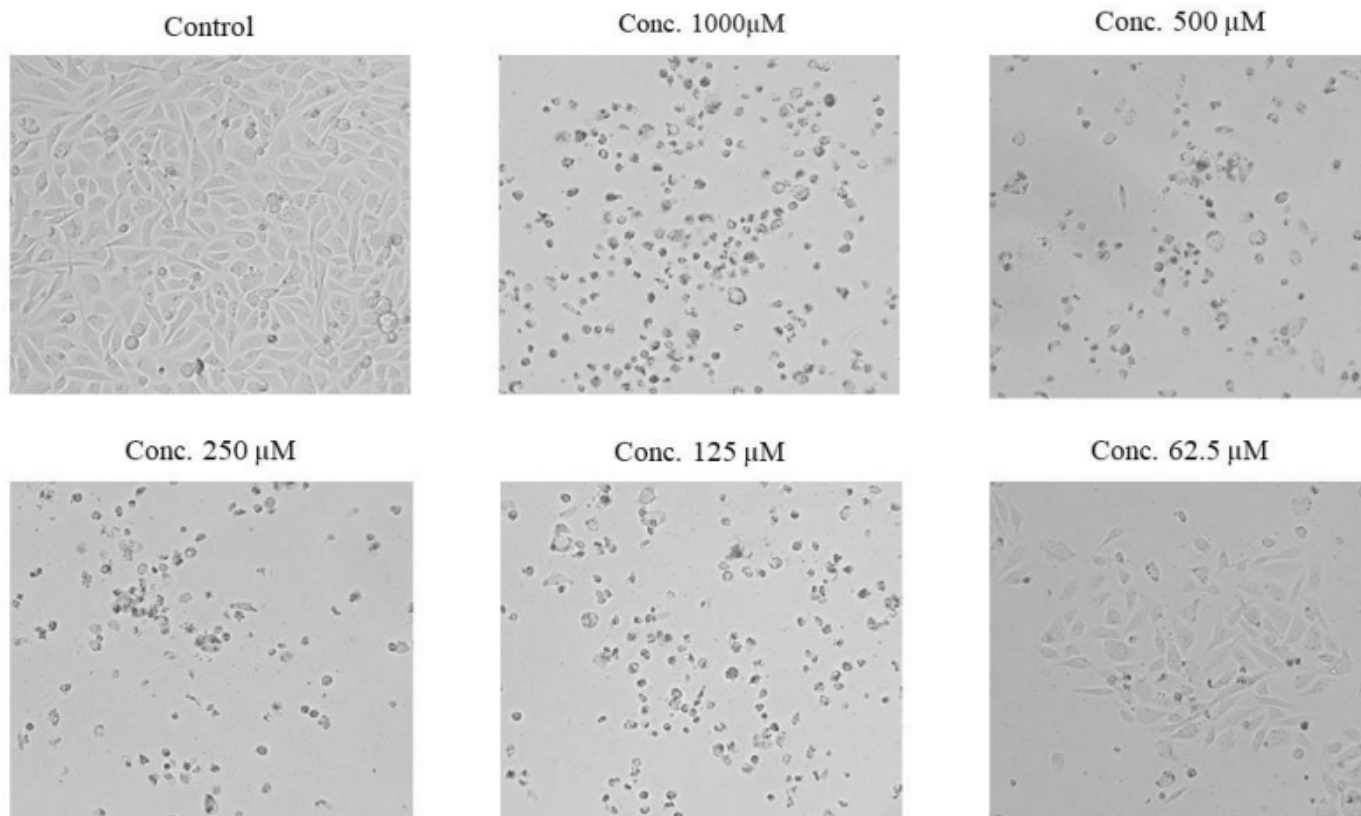 Control
Conc. 1000μM
Conc. 500 μM
Conc. 250 μM
Conc. 125 μM
Conc. 62.5 μM